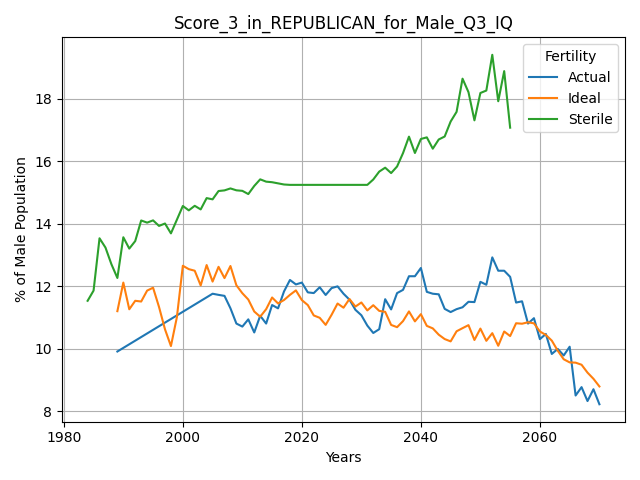 Score_3_in_REPUBLICAN_for_Male_Q3_IQ
% of Male Population
18
16
14
12
10
8
Fertility
Actual
Ideal
Sterile
1980
2000
2020
2040
2060
Years